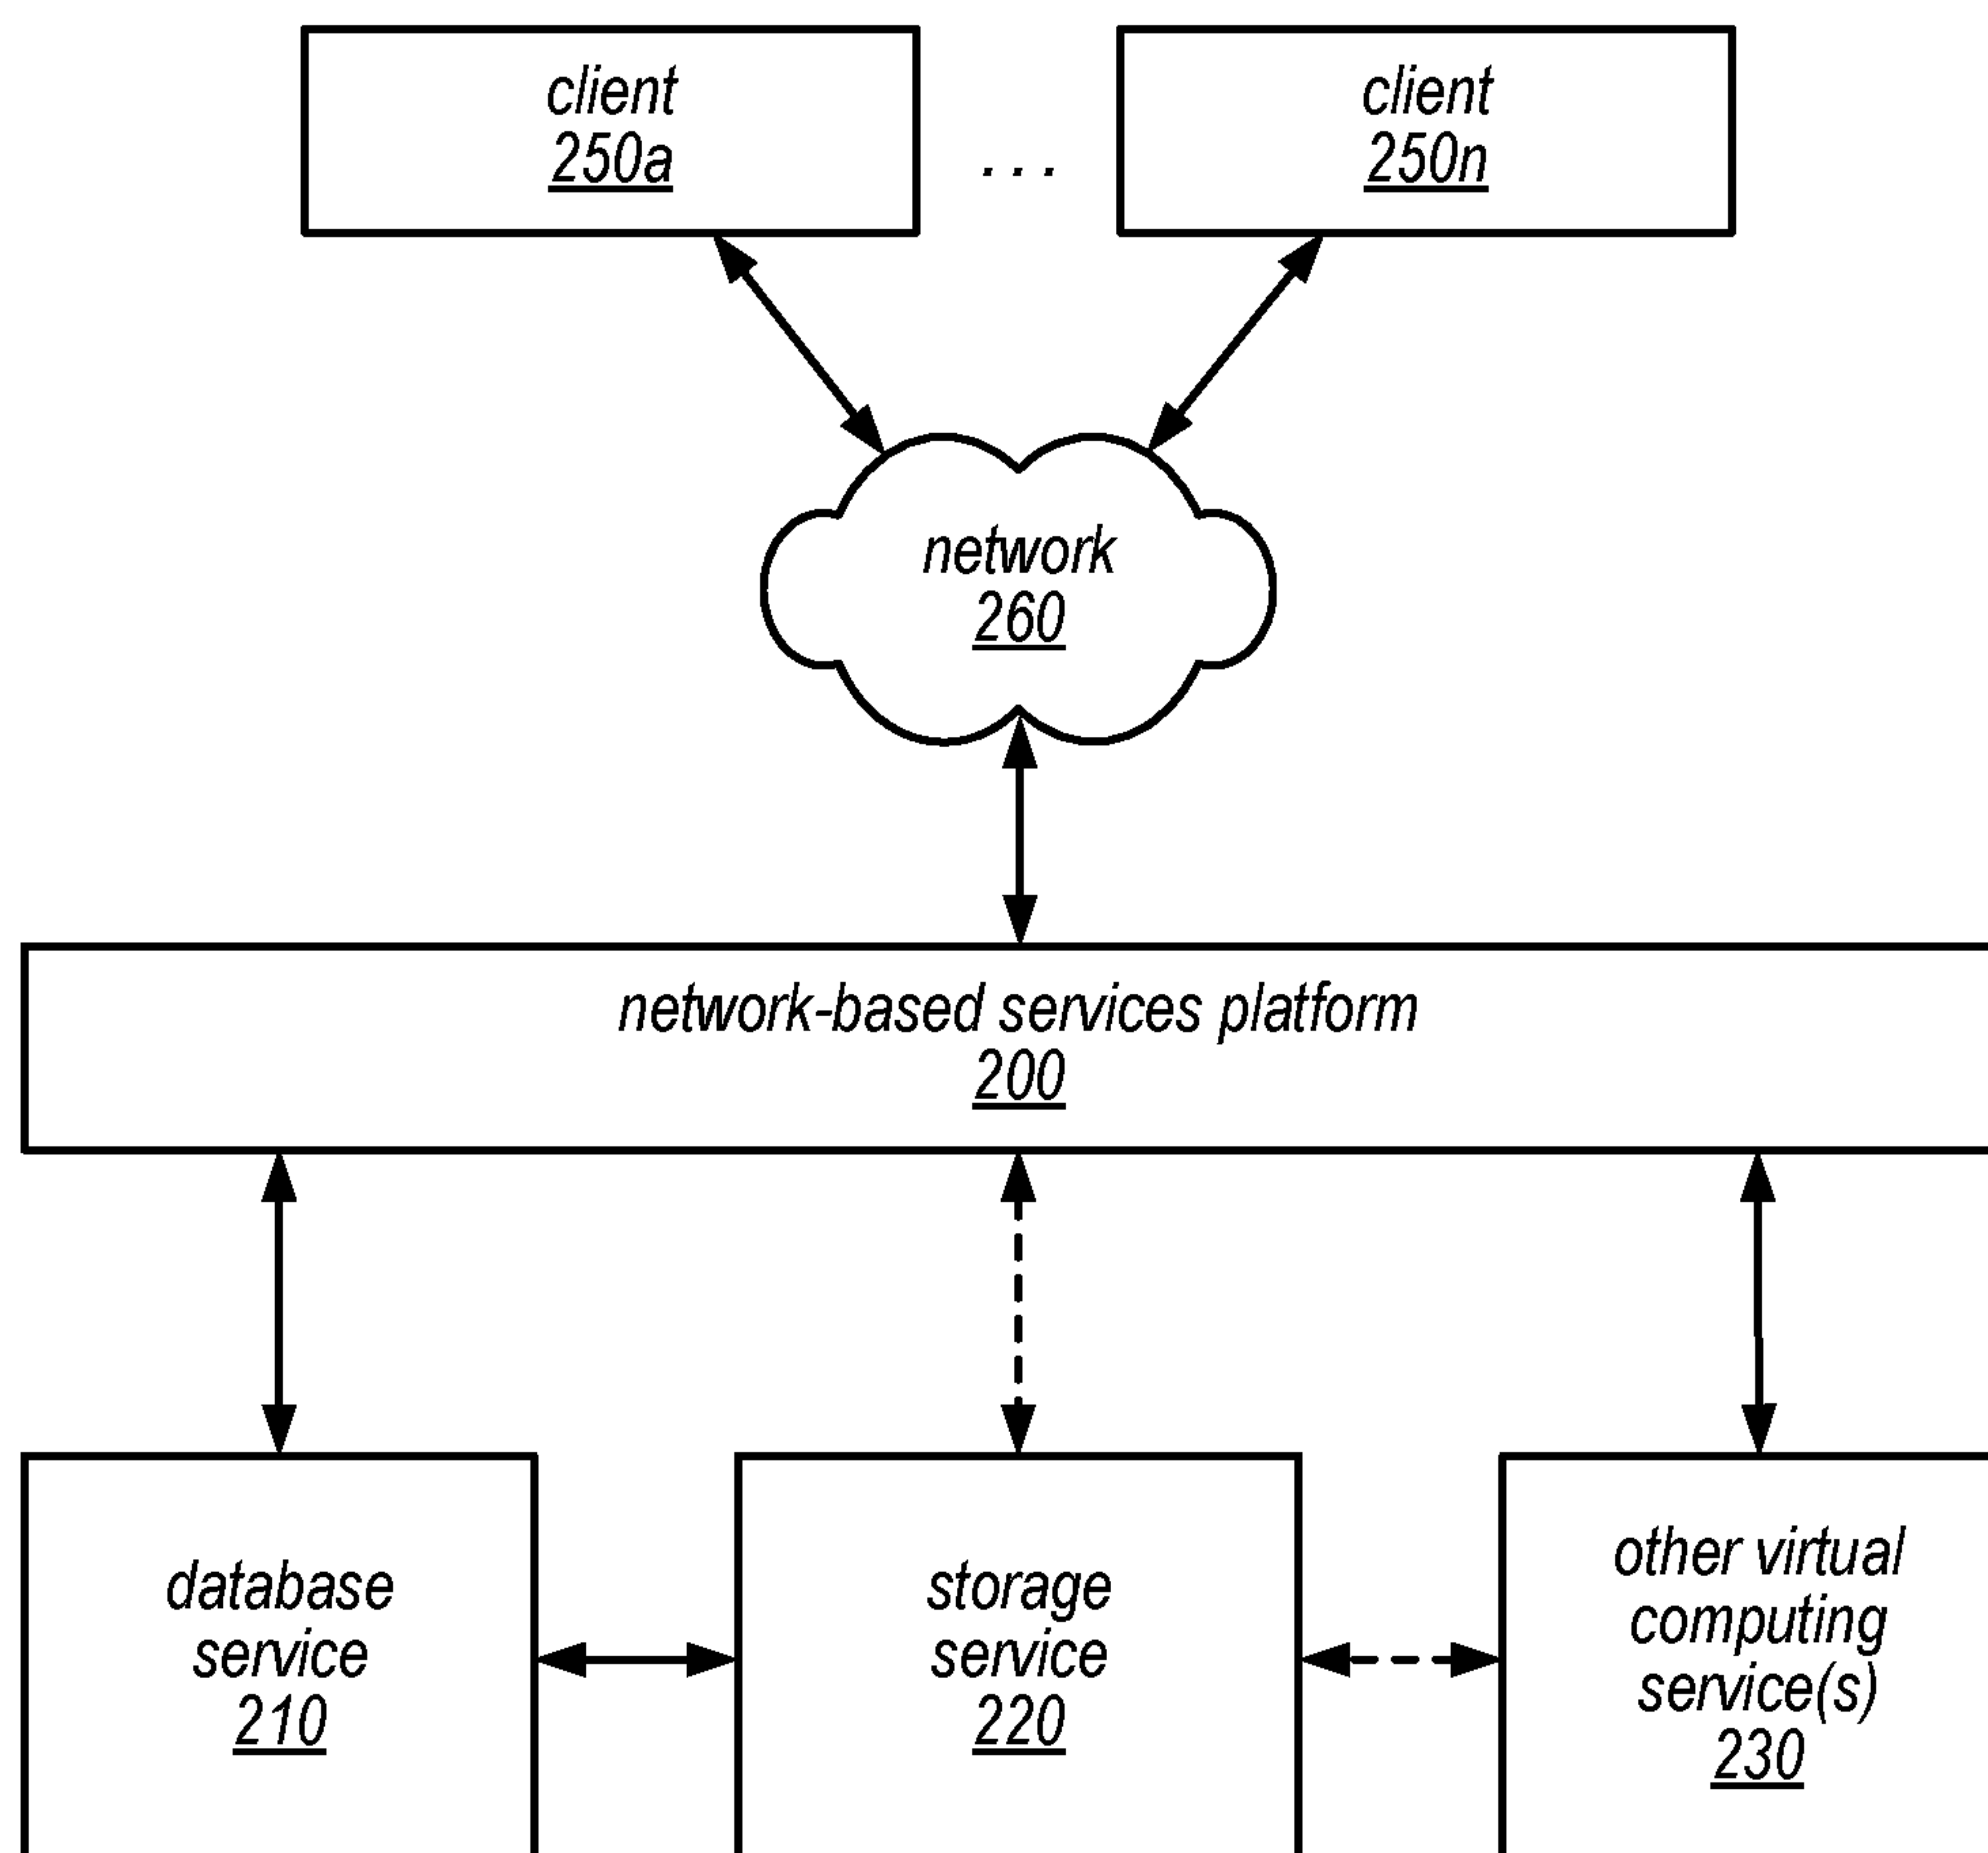 client
250a
. . .
client
250n
network
260
network-based services platform
200
database
service
210
storage
service
220
other virtual
computing
service(s)
230